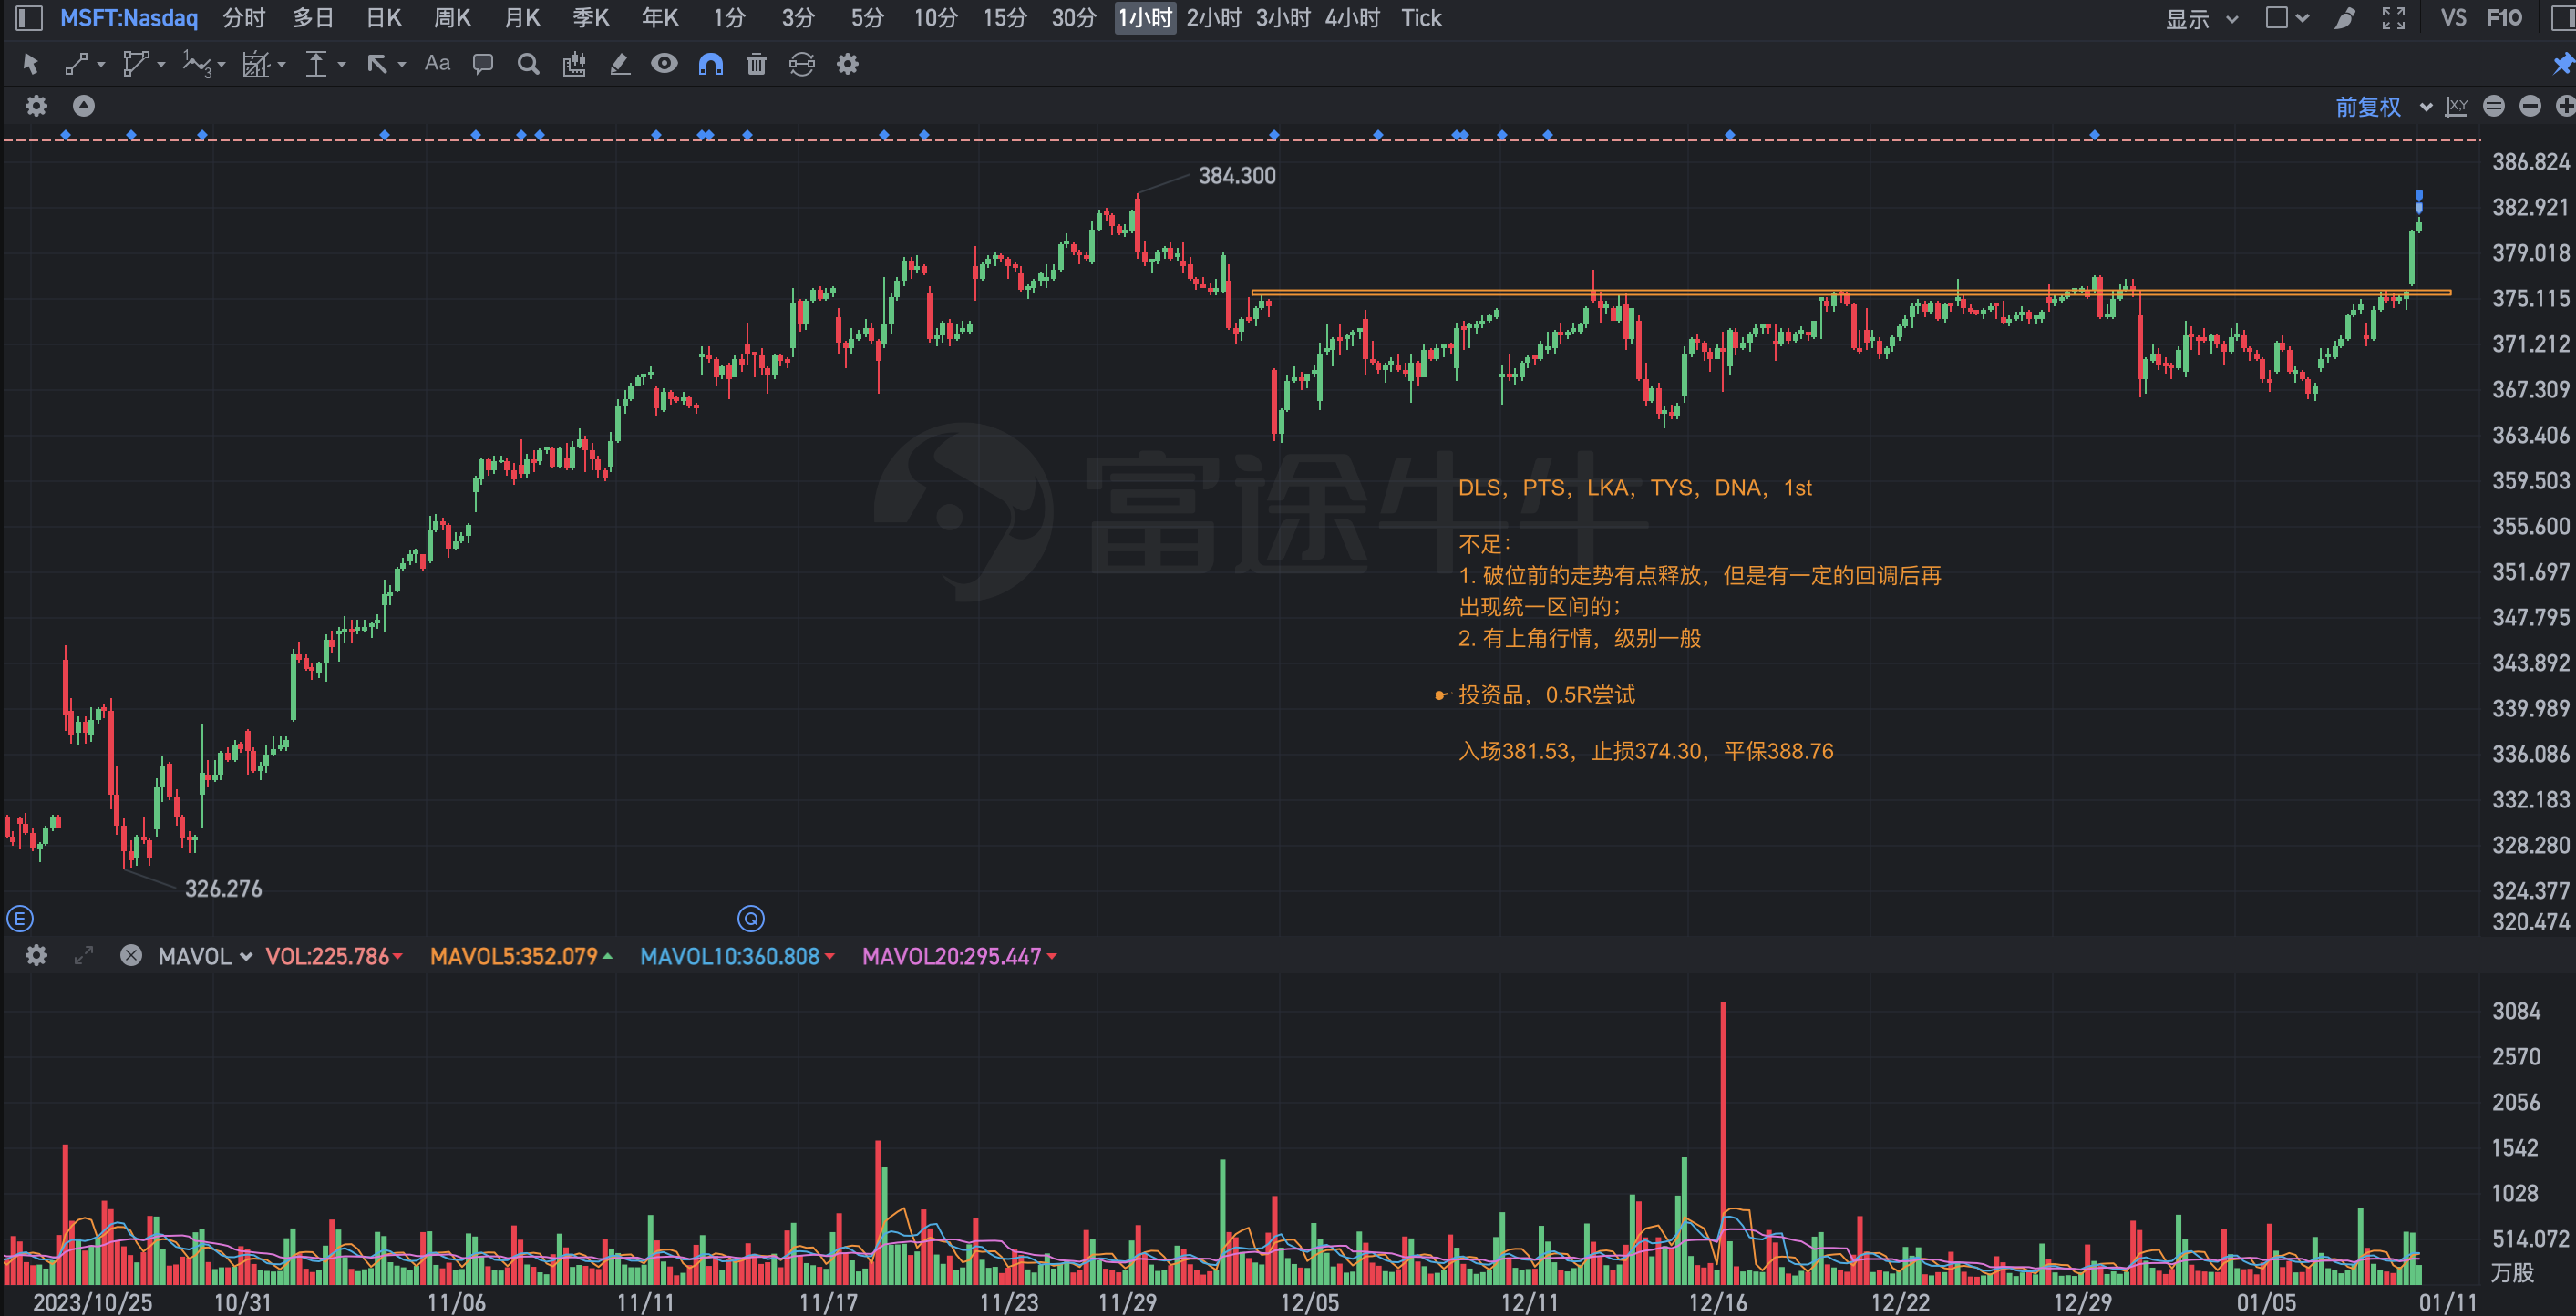 MSFT:Nasdaq 分时 多日 日K 周K 月K 季K 年K 1分 3分 5分 10分 15分 30分 1小时 2小时 3小时 4小时 Tick 显示 VS F10
Aa
前复权 X,Y
384.300
386.824
382.921
379.018
375.115
371.212
367.309
363.406
359.503
355.600
351.697
347.795
343.892
339.989
336.086
332.183
328.280
324.377
320.474
富途牛牛
DLS，PTS，LKA，TYS，DNA，1st
不足：
1. 破位前的走势有点释放，但是有一定的回调后再
出现统一区间的；
2. 有上角行情，级别一般
投资品，0.5R尝试
入场381.53，止损374.30，平保388.76
326.276
E Q
MAVOL VOL:225.786 MAVOL5:352.079 MAVOL10:360.808 MAVOL20:295.447
3084
2570
2056
1542
1028
514.072
万股
2023/10/25 10/31 11/06 11/11 11/17 11/23 11/29 12/05 12/11 12/16 12/22 12/29 01/05 01/11